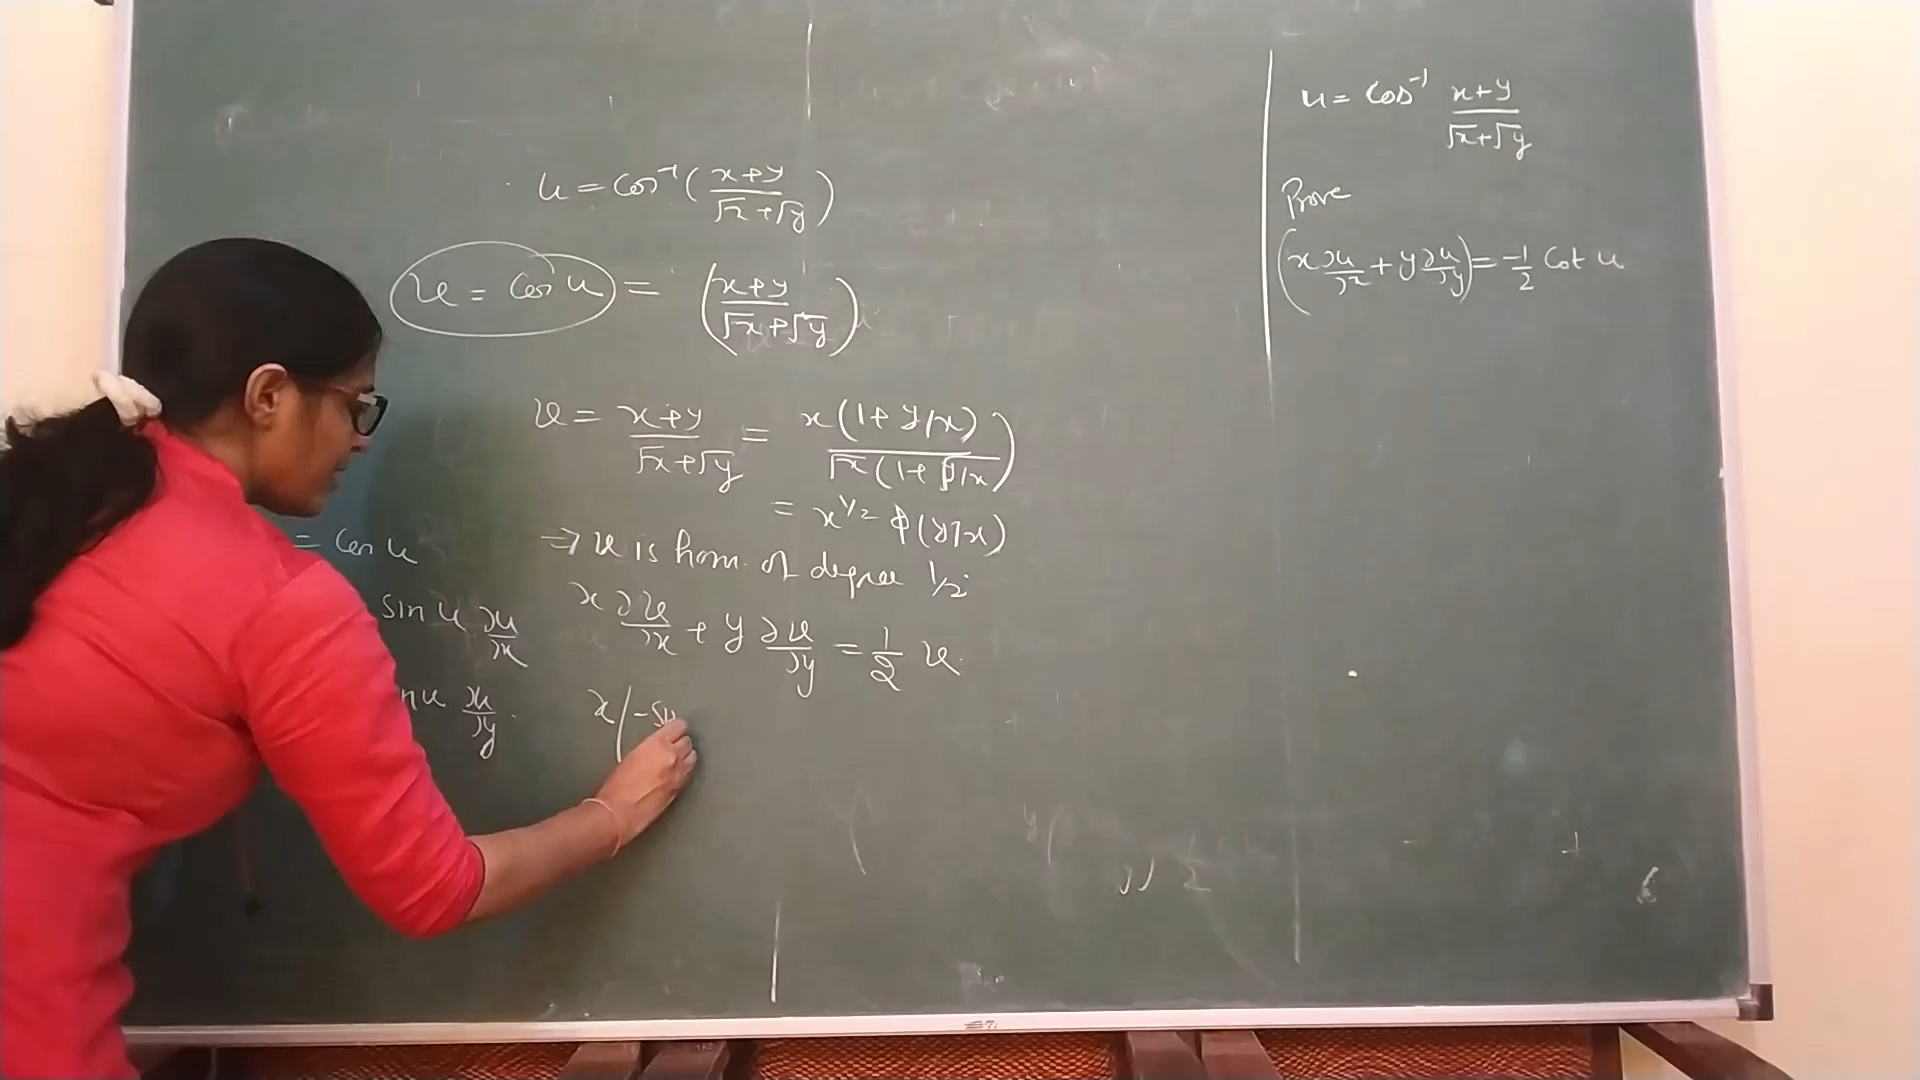 u = cos⁻¹ (x+y / √x+√y)
v = cos u = (x+y / √x+√y)
v = x+y / √x+√y = x(1+y/x) / √x(1+√y/x)
= x^1/2 φ(y/x)
⇒ v is hom. of degree 1/2.
x ∂v/∂x + y ∂v/∂y = 1/2 v.
x(-sin
= cos u
sin u ∂u/∂x
nu ∂u/∂y.
u = cos⁻¹ x+y / √x+√y
Prove
(x ∂u/∂x + y ∂u/∂y) = -1/2 cot u